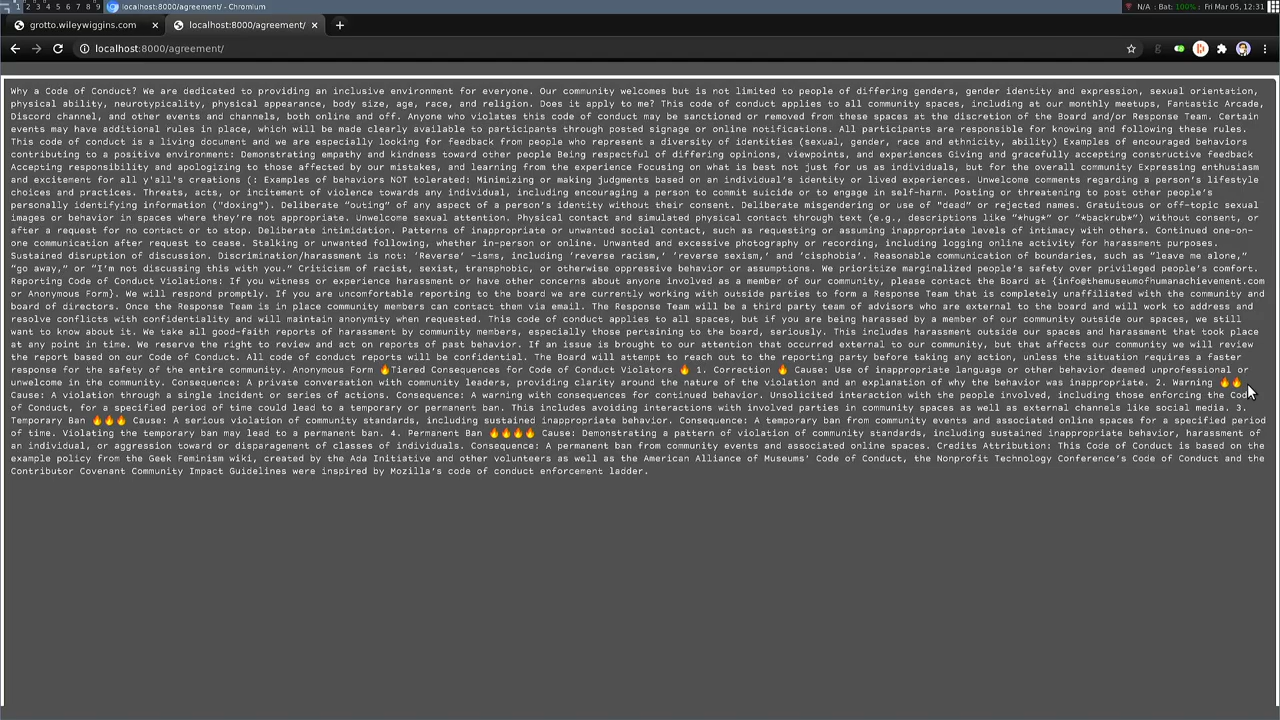 1 2 3 4 5 6 7 8 9 localhost:8000/agreement/ - Chromium N/A : Bat: 100% : Fri Mar 05, 12:31
grotto.wileywiggins.com localhost:8000/agreement/
localhost:8000/agreement/
Why a Code of Conduct? We are dedicated to providing an inclusive environment for everyone. Our community welcomes but is not limited to people of differing genders, gender identity and expression, sexual orientation,
physical ability, neurotypicality, physical appearance, body size, age, race, and religion. Does it apply to me? This code of conduct applies to all community spaces, including at our monthly meetups, Fantastic Arcade,
Discord channel, and other events and channels, both online and off. Anyone who violates this code of conduct may be sanctioned or removed from these spaces at the discretion of the Board and/or Response Team. Certain
events may have additional rules in place, which will be made clearly available to participants through posted signage or online notifications. All participants are responsible for knowing and following these rules.
This code of conduct is a living document and we are especially looking for feedback from people who represent a diversity of identities (sexual, gender, race and ethnicity, ability) Examples of encouraged behaviors
contributing to a positive environment: Demonstrating empathy and kindness toward other people Being respectful of differing opinions, viewpoints, and experiences Giving and gracefully accepting constructive feedback
Accepting responsibility and apologizing to those affected by our mistakes, and learning from the experience Focusing on what is best not just for us as individuals, but for the overall community Expressing enthusiasm
and excitement for all y'all's creations (: Examples of behaviors NOT tolerated: Minimizing or making judgments based on an individual’s identity or lived experiences. Unwelcome comments regarding a person’s lifestyle
choices and practices. Threats, acts, or incitement of violence towards any individual, including encouraging a person to commit suicide or to engage in self-harm. Posting or threatening to post other people’s
personally identifying information ("doxing"). Deliberate “outing” of any aspect of a person’s identity without their consent. Deliberate misgendering or use of "dead” or rejected names. Gratuitous or off-topic sexual
images or behavior in spaces where they’re not appropriate. Unwelcome sexual attention. Physical contact and simulated physical contact through text (e.g., descriptions like “*hug*” or “*backrub*”) without consent, or
after a request for no contact or to stop. Deliberate intimidation. Patterns of inappropriate or unwanted social contact, such as requesting or assuming inappropriate levels of intimacy with others. Continued one-on-
one communication after request to cease. Stalking or unwanted following, whether in-person or online. Unwanted and excessive photography or recording, including logging online activity for harassment purposes.
Sustained disruption of discussion. Discrimination/harassment is not: ‘Reverse’ -isms, including ‘reverse racism,’ ‘reverse sexism,’ and ‘cisphobia’. Reasonable communication of boundaries, such as “leave me alone,”
“go away,” or “I’m not discussing this with you.” Criticism of racist, sexist, transphobic, or otherwise oppressive behavior or assumptions. We prioritize marginalized people’s safety over privileged people’s comfort.
Reporting Code of Conduct Violations: If you witness or experience harassment or have other concerns about anyone involved as a member of our community, please contact the Board at {info@themuseumofhumanachievement.com
or Anonymous Form}. We will respond promptly. If you are uncomfortable reporting to the board we are currently working with outside parties to form a Response Team that is completely unaffiliated with the community and
board of directors. Once the Response Team is in place community members can contact them via email. The Response Team will be a third party team of advisors who are external to the board and will work to address and
resolve conflicts with confidentiality and will maintain anonymity when requested. This code of conduct applies to all spaces, but if you are being harassed by a member of our community outside our spaces, we still
want to know about it. We take all good-faith reports of harassment by community members, especially those pertaining to the board, seriously. This includes harassment outside our spaces and harassment that took place
at any point in time. We reserve the right to review and act on reports of past behavior. If an issue is brought to our attention that occurred external to our community, but that affects our community we will review
the report based on our Code of Conduct. All code of conduct reports will be confidential. The Board will attempt to reach out to the reporting party before taking any action, unless the situation requires a faster
response for the safety of the entire community. Anonymous Form 🔥Tiered Consequences for Code of Conduct Violators 🔥 1. Correction 🔥 Cause: Use of inappropriate language or other behavior deemed unprofessional or
unwelcome in the community. Consequence: A private conversation with community leaders, providing clarity around the nature of the violation and an explanation of why the behavior was inappropriate. 2. Warning 🔥🔥
Cause: A violation through a single incident or series of actions. Consequence: A warning with consequences for continued behavior. Unsolicited interaction with the people involved, including those enforcing the Code
of Conduct, for a specified period of time could lead to a temporary or permanent ban. This includes avoiding interactions with involved parties in community spaces as well as external channels like social media. 3.
Temporary Ban 🔥🔥🔥 Cause: A serious violation of community standards, including sustained inappropriate behavior. Consequence: A temporary ban from community events and associated online spaces for a specified period
of time. Violating the temporary ban may lead to a permanent ban. 4. Permanent Ban 🔥🔥🔥🔥 Cause: Demonstrating a pattern of violation of community standards, including sustained inappropriate behavior, harassment of
an individual, or aggression toward or disparagement of classes of individuals. Consequence: A permanent ban from community events and associated online spaces. Credits Attribution: This Code of Conduct is based on the
example policy from the Geek Feminism wiki, created by the Ada Initiative and other volunteers as well as the American Alliance of Museums’ Code of Conduct, the Nonprofit Technology Conference’s Code of Conduct and the
Contributor Covenant Community Impact Guidelines were inspired by Mozilla’s code of conduct enforcement ladder.